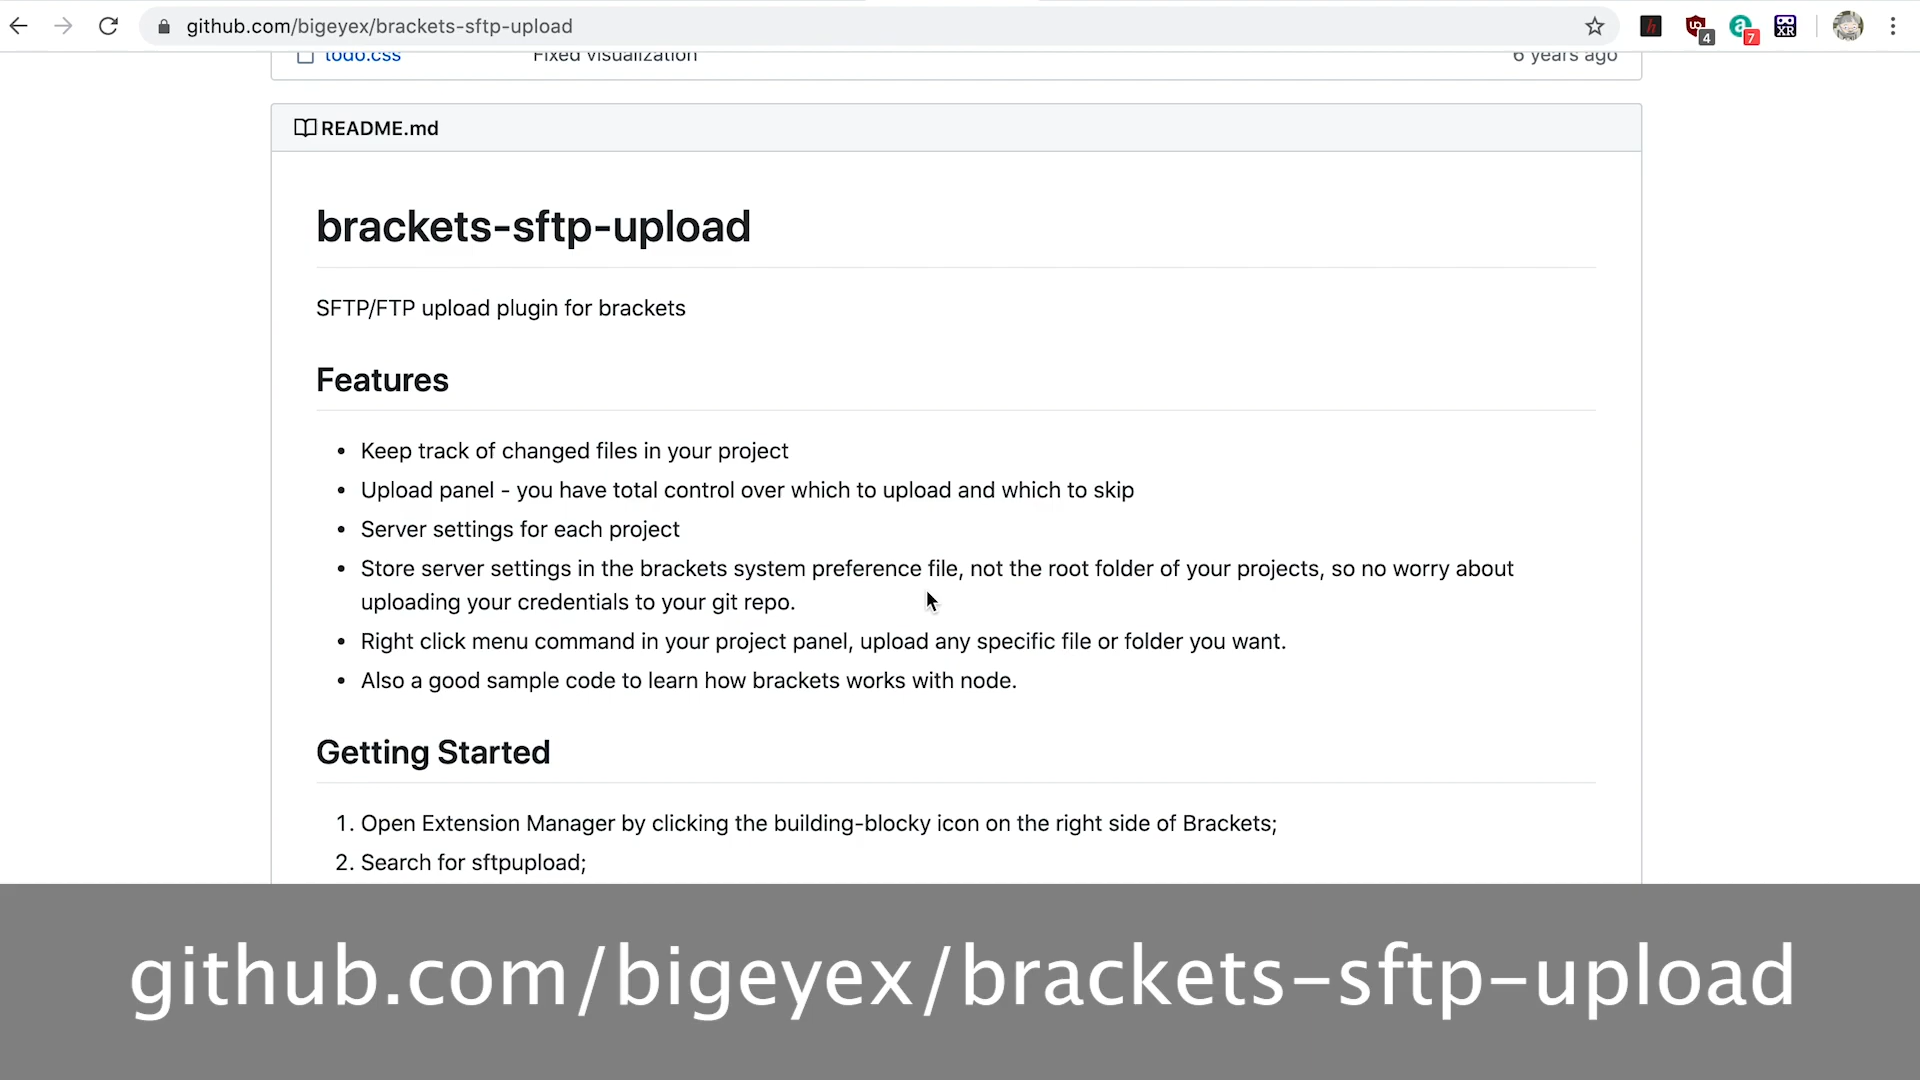 github.com/bigeyex/brackets-sftp-upload
4
7
XR
todo.css Fixed visualization 6 years ago
README.md
brackets-sftp-upload
SFTP/FTP upload plugin for brackets
Features
• Keep track of changed files in your project
• Upload panel - you have total control over which to upload and which to skip
• Server settings for each project
• Store server settings in the brackets system preference file, not the root folder of your projects, so no worry about
uploading your credentials to your git repo.
• Right click menu command in your project panel, upload any specific file or folder you want.
• Also a good sample code to learn how brackets works with node.
Getting Started
1. Open Extension Manager by clicking the building-blocky icon on the right side of Brackets;
2. Search for sftpupload;
github.com/bigeyex/brackets-sftp-upload